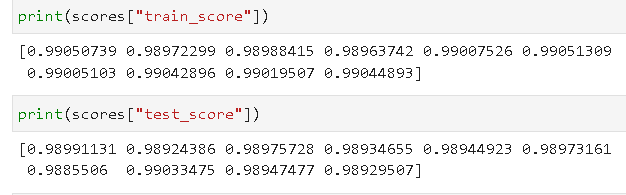 print(scores["train_score"])
[0.99050739 0.98972299 0.98988415 0.98963742 0.99007526 0.99051309
0.99005103 0.99042896 0.99019507 0.99044893]
print(scores["test_score"])
[0.98991131 0.98924386 0.98975728 0.98934655 0.98944923 0.98973161
0.9885506  0.99033475 0.98947477 0.98929507]